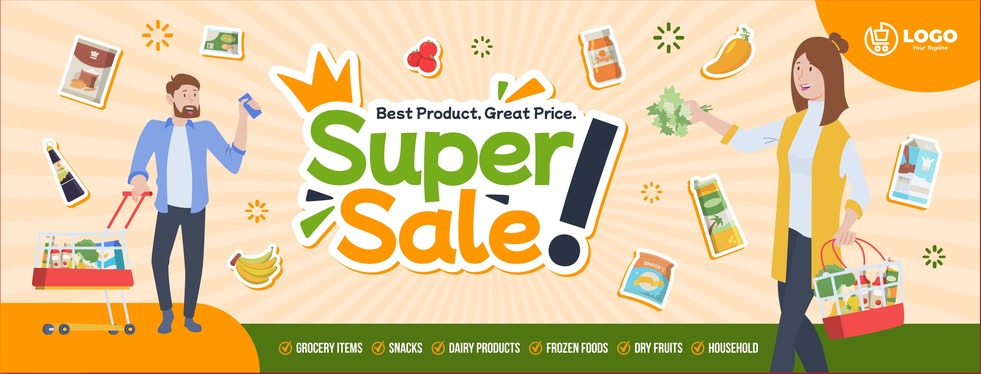 LOGO
Your Tagline
Best Product, Great Price.
Super
Sale!
SNACKS
GROCERY ITEMS
SNACKS
DAIRY PRODUCTS
FROZEN FOODS
DRY FRUITS
HOUSEHOLD